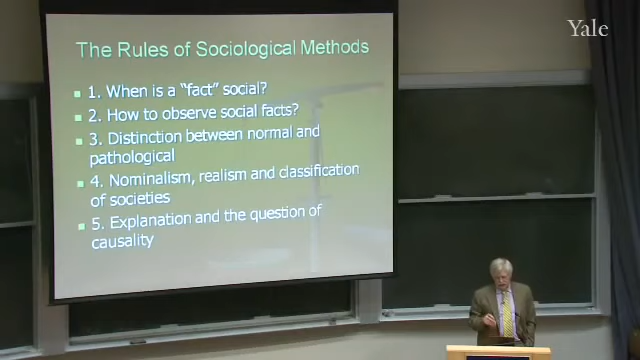 Yale
The Rules of Sociological Methods
1. When is a “fact” social?
2. How to observe social facts?
3. Distinction between normal and
pathological
4. Nominalism, realism and classification
of societies
5. Explanation and the question of
causality